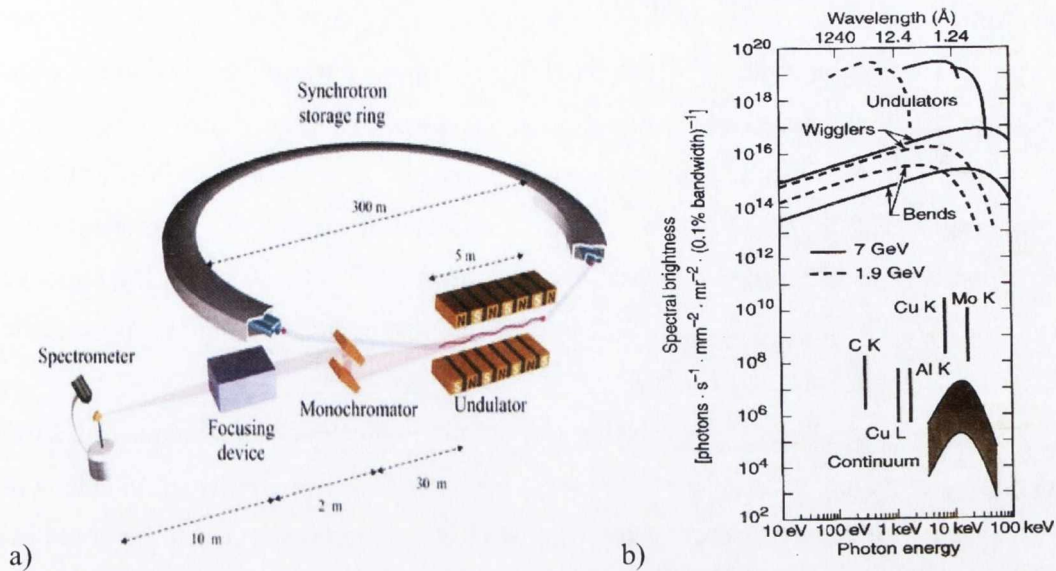 Synchrotron
storage ring
300 m
5 m
N S N S N S N
S N S N S N S
Spectrometer
Focusing
device
Monochromator
Undulator
30 m
2 m
10 m
a)
Wavelength (Å)
1240 12.4 1.24
10^20
10^19
10^18
10^16
10^14
10^12
10^10
10^8
10^6
10^4
10^2
Spectral brightness
[photons · s^-1 · mm^-2 · mr^-2 · (0.1% bandwidth)^-1]
Undulators
Wigglers
Bends
7 GeV
1.9 GeV
Cu K
Mo K
C K
Al K
Cu L
Continuum
10 eV 100 eV 1 keV 10 keV 100 keV
Photon energy
b)